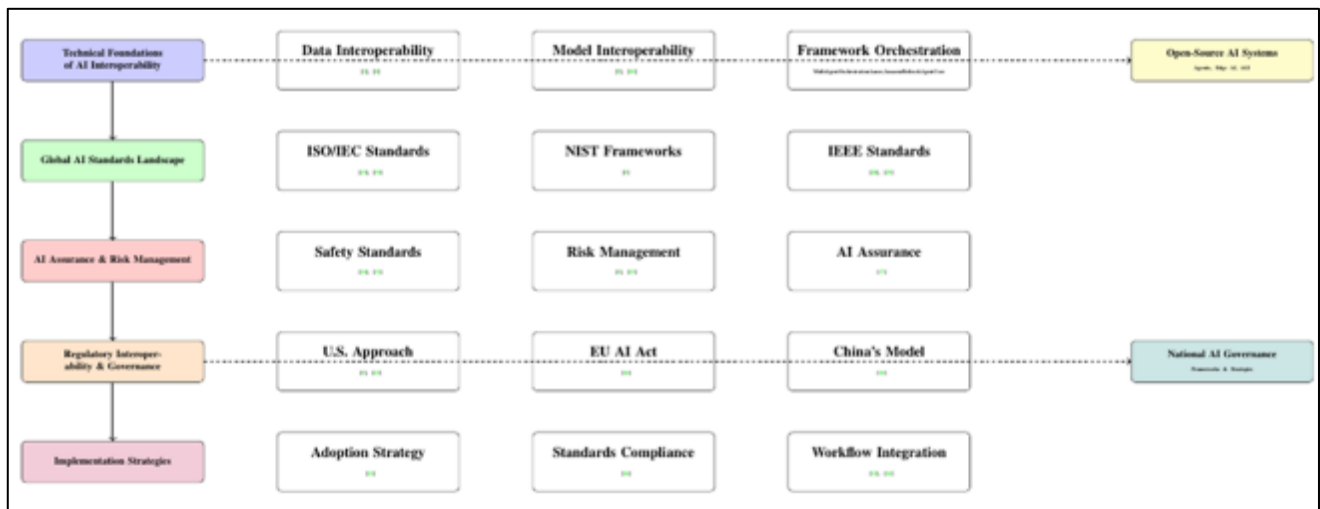 Technical Foundations
of AI Interoperability
Data Interoperability
Model Interoperability
Framework Orchestration
Open-Source AI Systems
Global AI Standards Landscape
ISO/IEC Standards
NIST Frameworks
IEEE Standards
AI Assurance & Risk Management
Safety Standards
Risk Management
AI Assurance
Regulatory Interoper-
ability & Governance
U.S. Approach
EU AI Act
China's Model
National AI Governance
Frameworks & Strategies
Implementation Strategies
Adoption Strategy
Standards Compliance
Workflow Integration